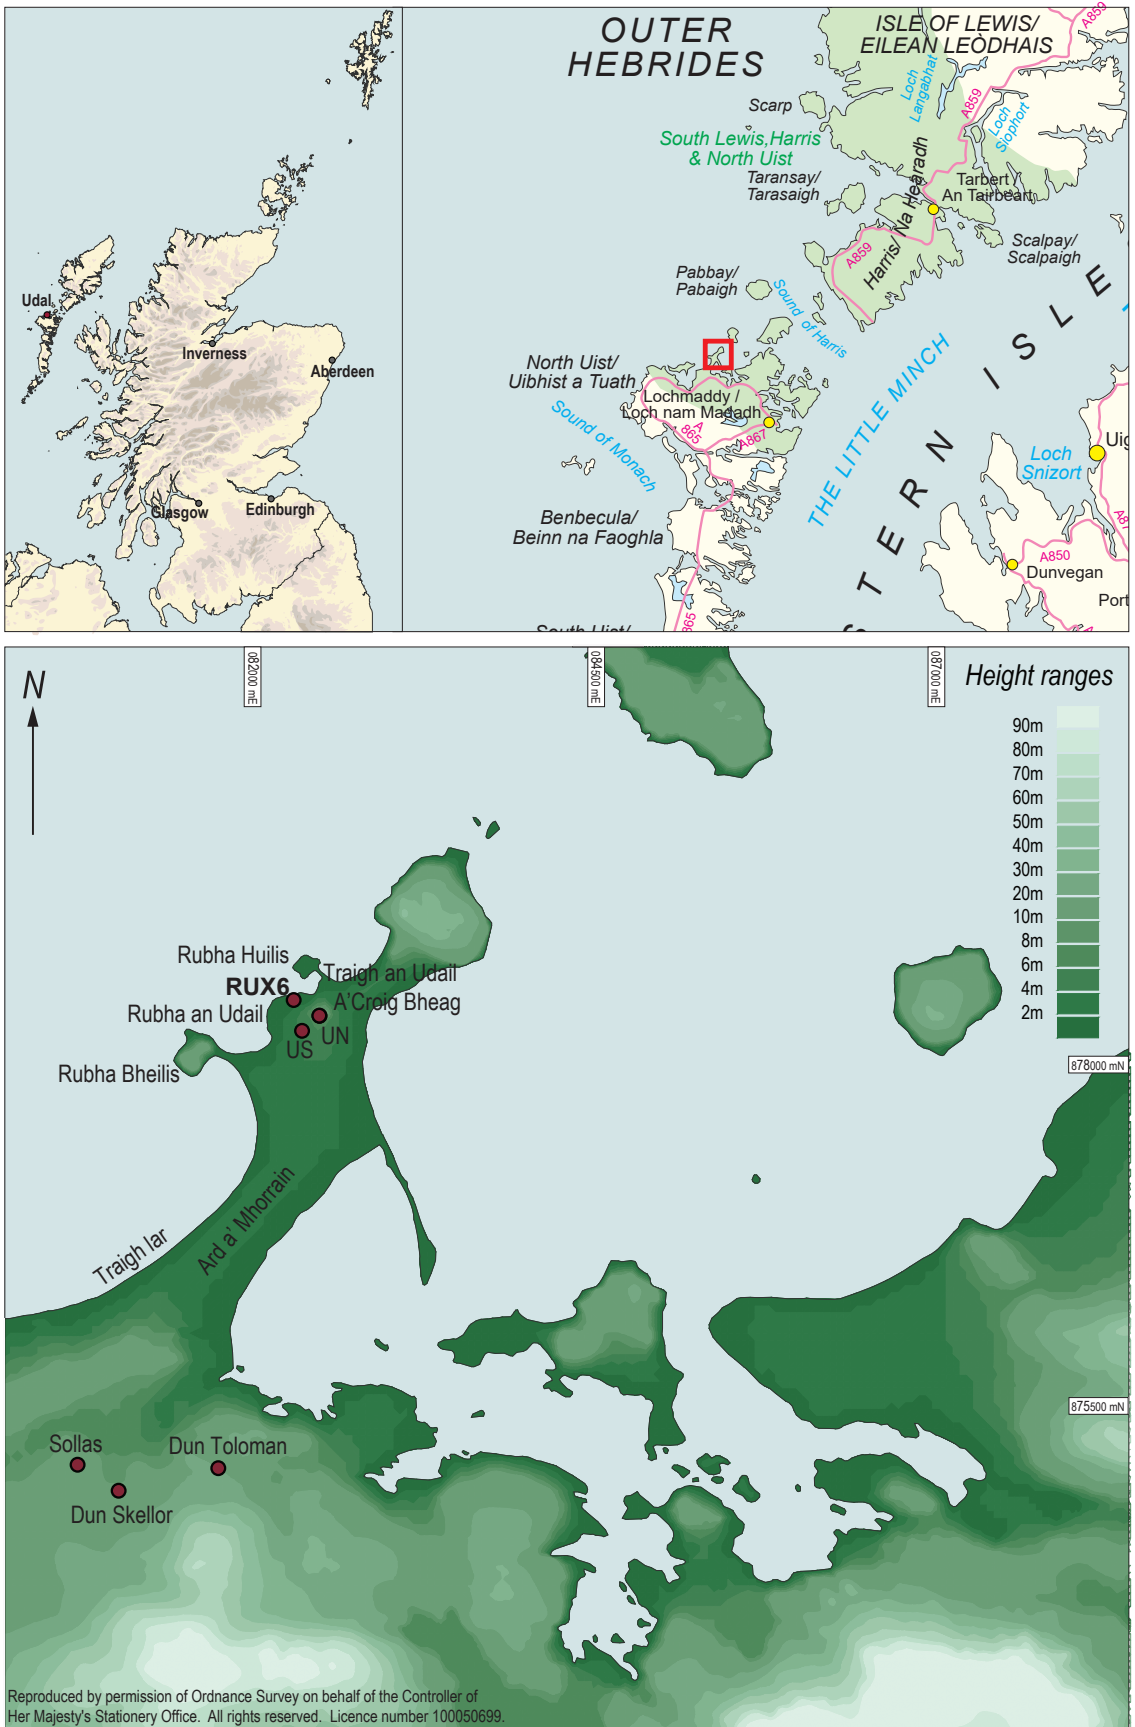 Udal
Inverness
Aberdeen
Glasgow
Edinburgh
OUTER
HEBRIDES
ISLE OF LEWIS/
EILEAN LEÒDHAIS
A859
Loch
Langabhat
A859
Loch
Siophort
Scarp
South Lewis,Harris
& North Uist
Taransay/
Tarasaigh
Harris/ Na Hearadh
Tarbert /
An Tairbeart
A859
Scalpay/
Scalpaigh
Pabbay/
Pabaigh
Sound of Harris
North Uist/
Uibhist a Tuath
Lochmaddy /
Loch nam Madadh
A
865
A867
Sound of Monach
THE LITTLE MINCH
STERN ISLE
Loch
Snizort
Uig
A87
Benbecula/
Beinn na Faoghla
A850
Dunvegan
Port
865
South Uist/
N
082000 mE
084500 mE
087000 mE
Height ranges
90m
80m
70m
60m
50m
40m
30m
20m
10m
8m
6m
4m
2m
Rubha Huilis
Traigh an Udail
RUX6
A'Croig Bheag
Rubha an Udail
UN
US
Rubha Bheilis
878000 mN
Ard a' Mhorrain
Traigh Iar
875500 mN
Sollas
Dun Toloman
Dun Skellor
Reproduced by permission of Ordnance Survey on behalf of the Controller of
Her Majesty's Stationery Office. All rights reserved. Licence number 100050699.